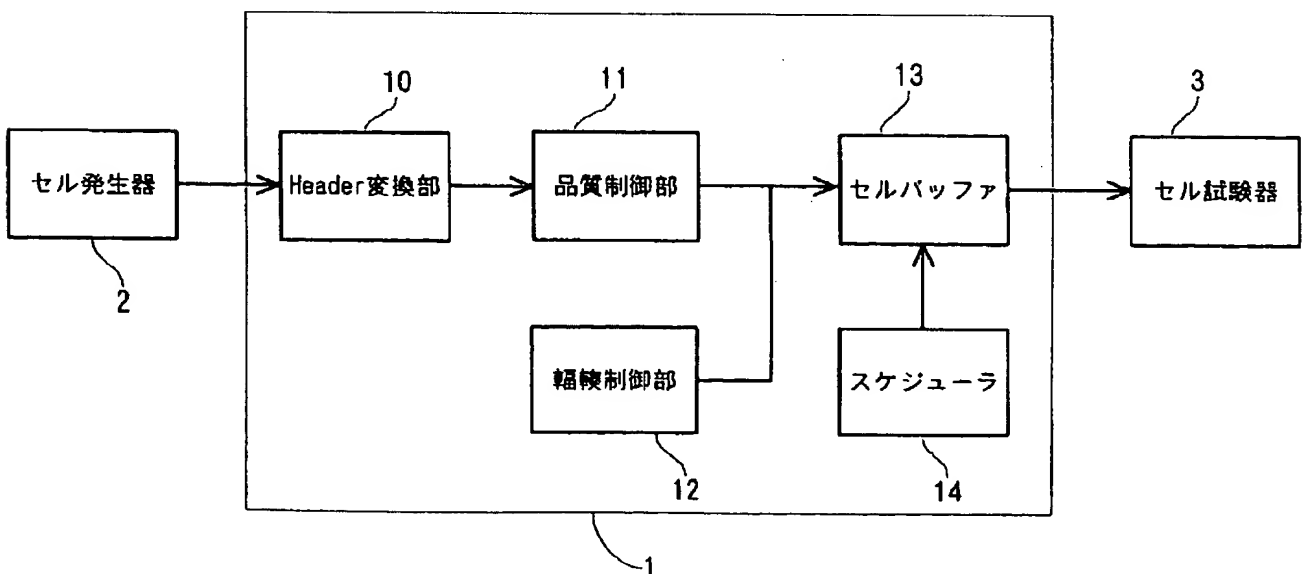 10
11
13
3
セル発生器
Header変換部
品質制御部
セルバッファ
セル試験器
2
輻輳制御部
スケジューラ
12
14
1